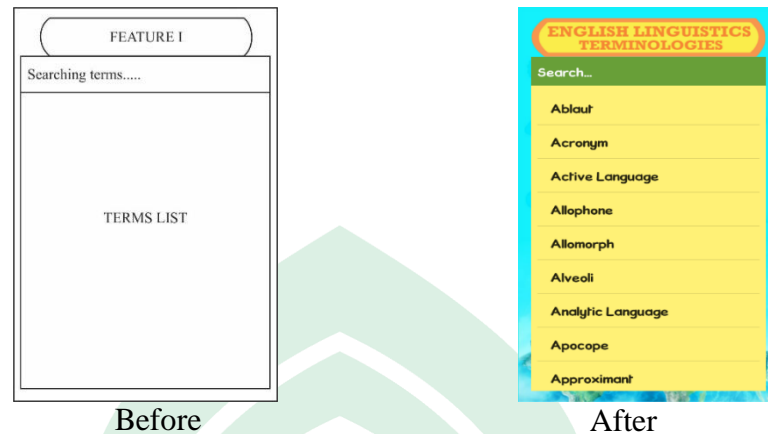 FEATURE I
Searching terms.....
TERMS LIST
Before
ENGLISH LINGUISTICS
TERMINOLOGIES
Search...
Ablaut
Acronym
Active Language
Allophone
Allomorph
Alveoli
Analytic Language
Apocope
Approximant
After